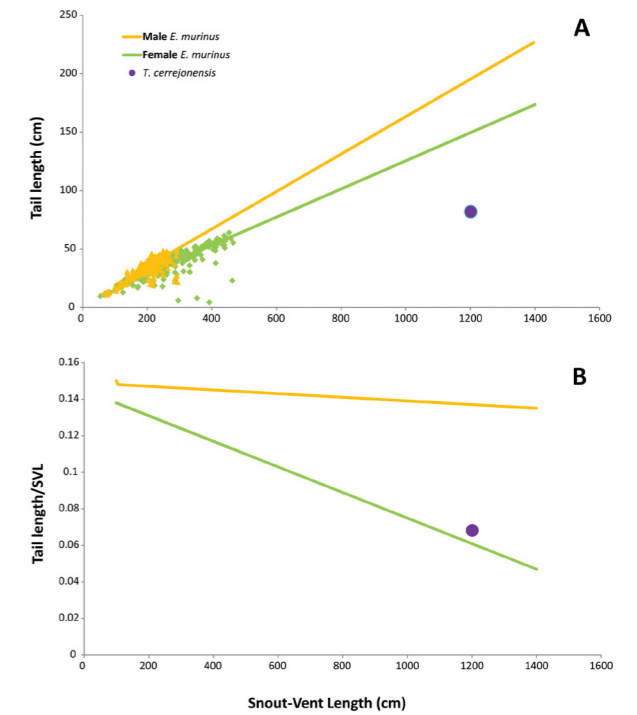 A
250
200
150
100
50
0
Tail length (cm)
Male E. murinus
Female E. murinus
T. cerrejonensis
0 200 400 600 800 1000 1200 1400 1600
B
0.16
0.14
0.12
0.1
0.08
0.06
0.04
0.02
0
Tail length/SVL
0 200 400 600 800 1000 1200 1400 1600
Snout-Vent Length (cm)